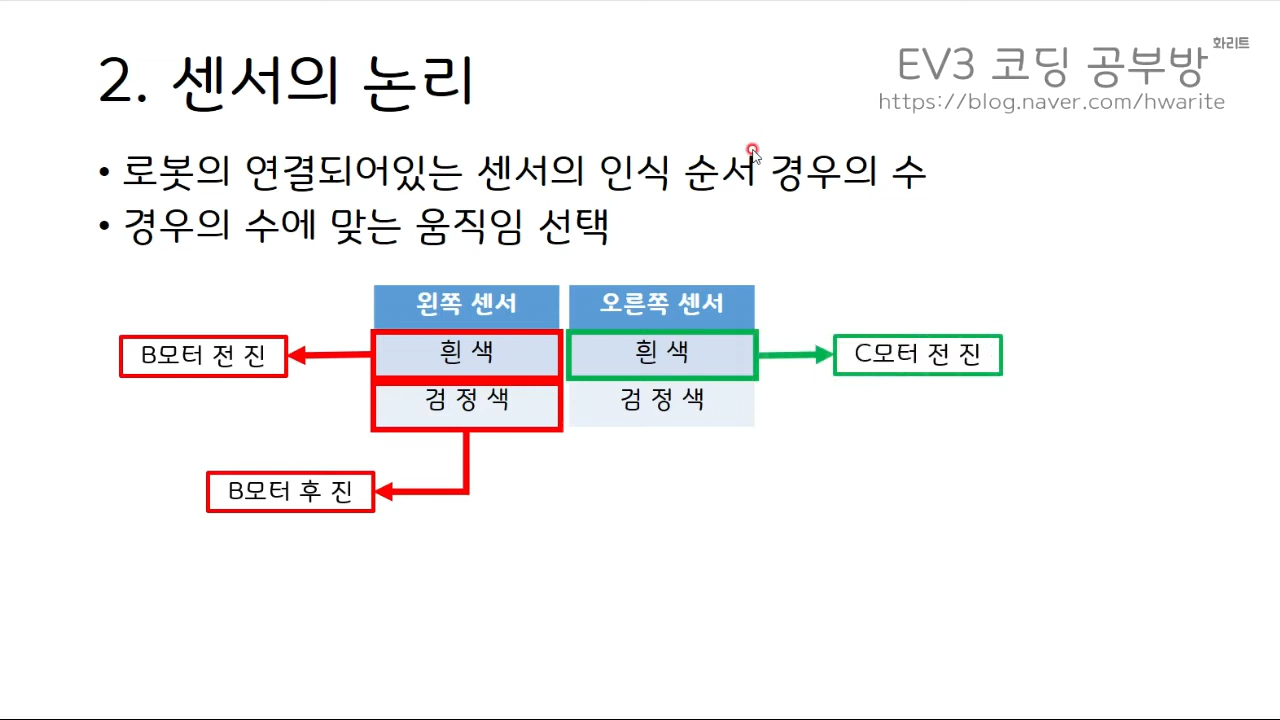 2. 센서의 논리
화리트
EV3 코딩 공부방
https://blog.naver.com/hwarite
• 로봇의 연결되어있는 센서의 인식 순서 경우의 수
• 경우의 수에 맞는 움직임 선택
왼쪽 센서 오른쪽 센서
B모터 전 진 흰 색 흰 색 C모터 전 진
검 정 색 검 정 색
B모터 후 진